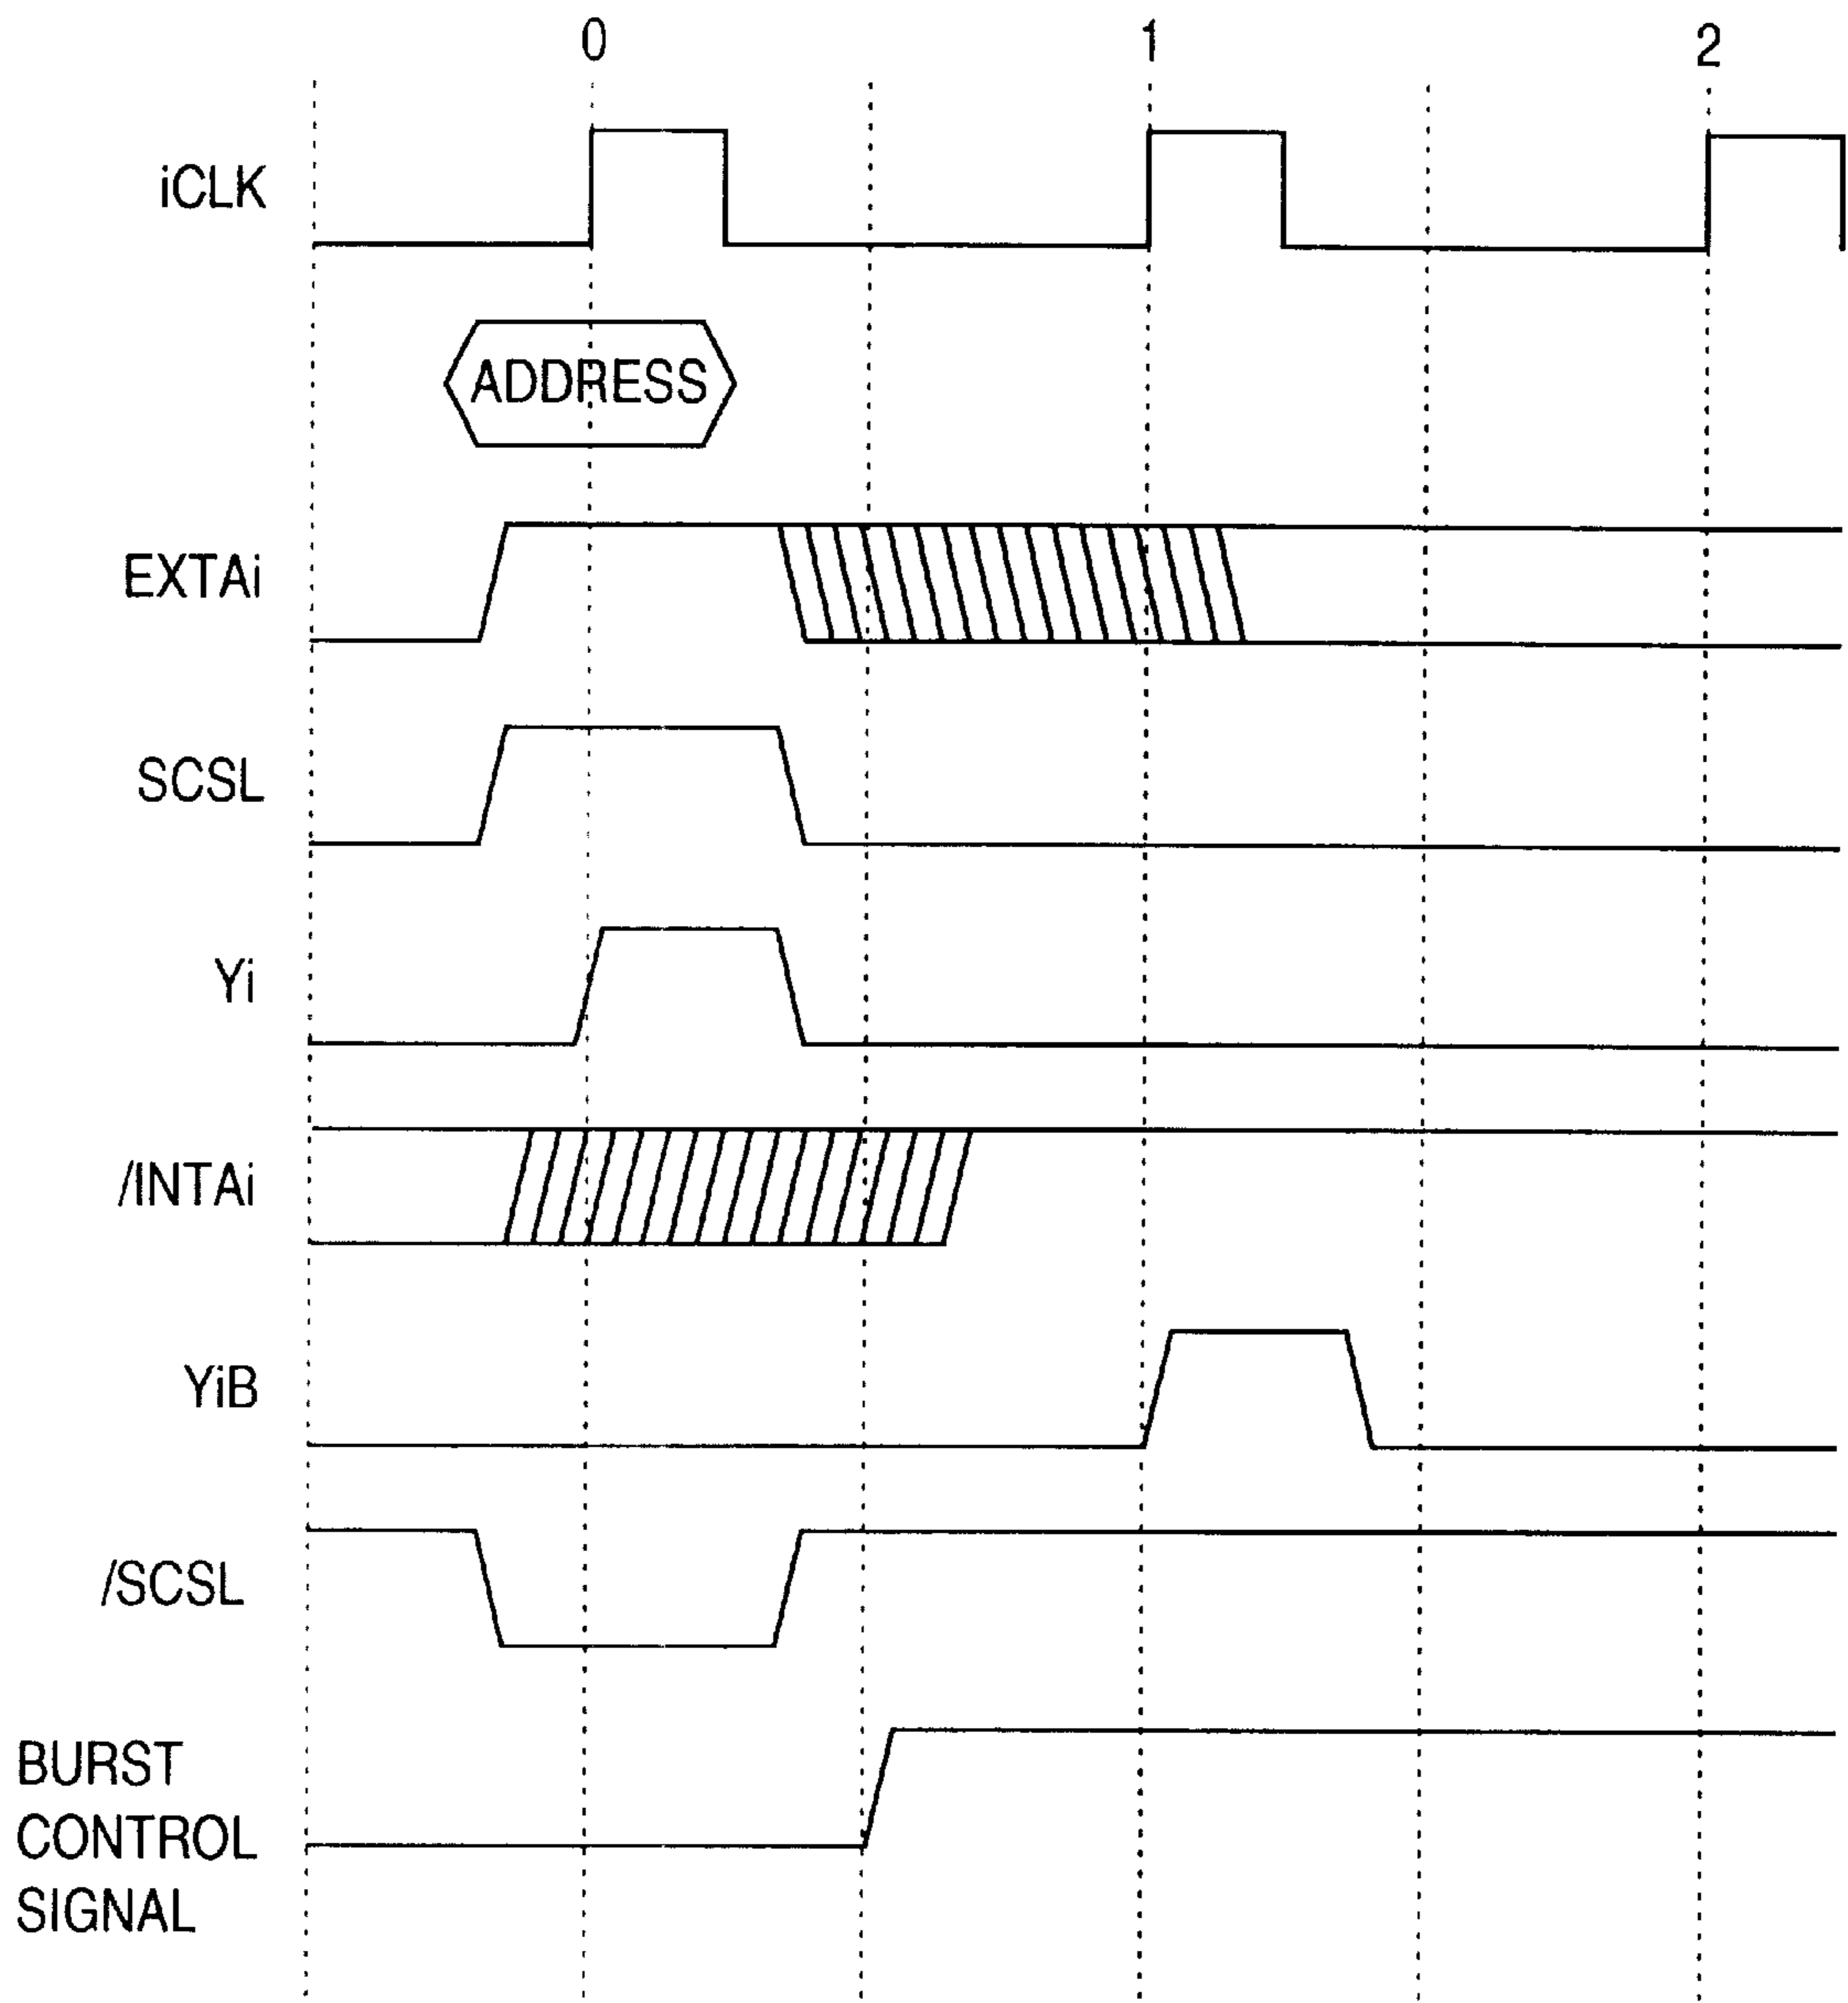 0 1 2
iCLK
ADDRESS
EXTAi
SCSL
Yi
/INTAi
YiB
/SCSL
BURST
CONTROL
SIGNAL